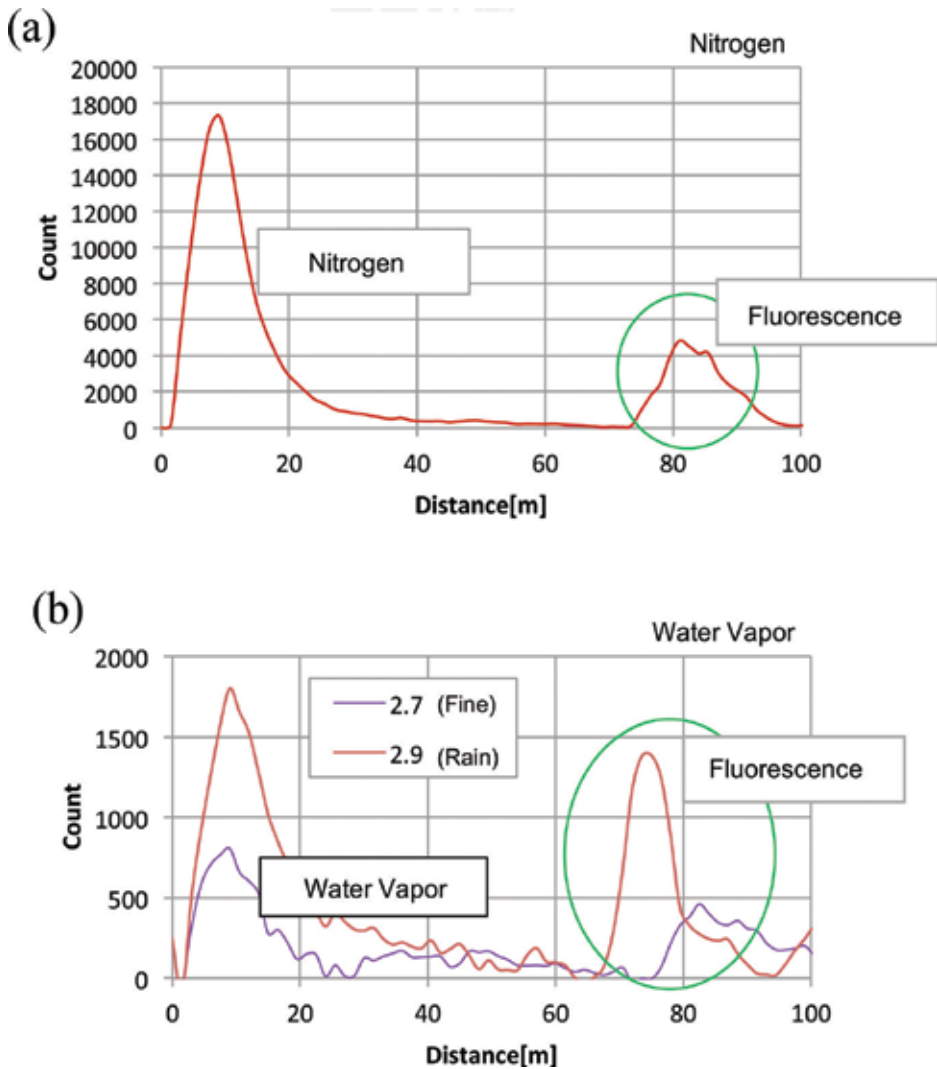 (a)
Nitrogen
20000
18000
16000
14000
12000
10000
8000
6000
4000
2000
0
Count
Nitrogen
Fluorescence
0 20 40 60 80 100
Distance[m]
(b)
Water Vapor
2000
1500
1000
500
0
Count
2.7 (Fine)
2.9 (Rain)
Fluorescence
Water Vapor
0 20 40 60 80 100
Distance[m]